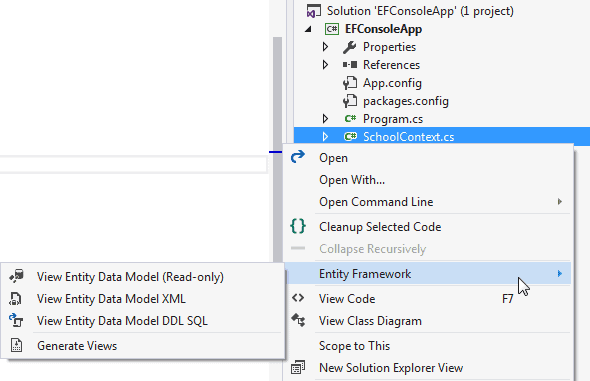 Solution 'EFConsoleApp' (1 project)
C# EFConsoleApp
Properties
References
App.config
packages.config
C# Program.cs
C# SchoolContext.cs
Open
Open With...
Open Command Line
{} Cleanup Selected Code
Collapse Recursively
Entity Framework
View Code F7
View Class Diagram
Scope to This
New Solution Explorer View
View Entity Data Model (Read-only)
View Entity Data Model XML
View Entity Data Model DDL SQL
Generate Views